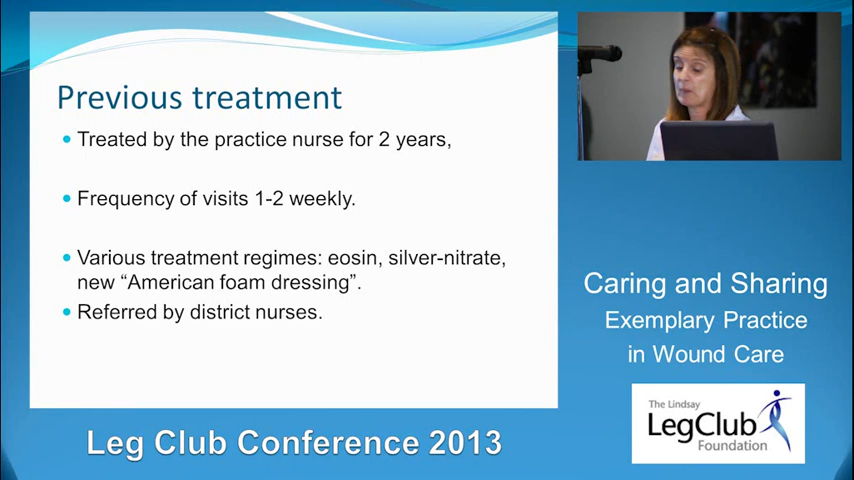 Previous treatment
Treated by the practice nurse for 2 years,
Frequency of visits 1-2 weekly.
Various treatment regimes: eosin, silver-nitrate,
new “American foam dressing”.
Referred by district nurses.
Caring and Sharing
Exemplary Practice
in Wound Care
The Lindsay
LegClub
Foundation
Leg Club Conference 2013